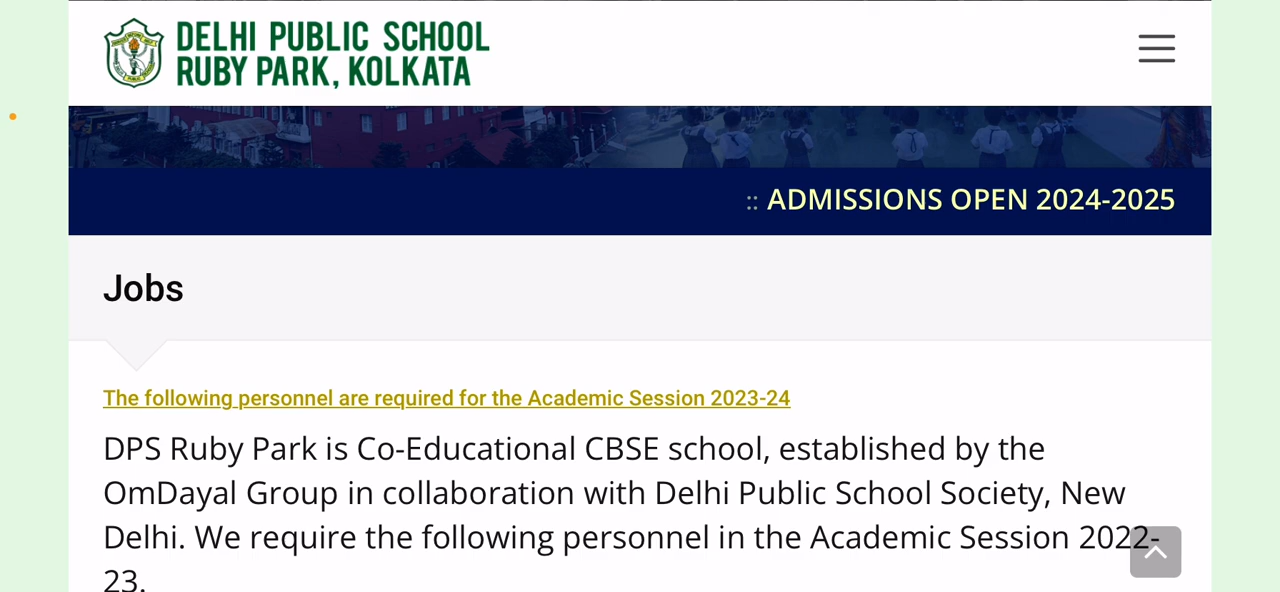 DELHI PUBLIC SCHOOL
RUBY PARK, KOLKATA
:: ADMISSIONS OPEN 2024-2025
Jobs
The following personnel are required for the Academic Session 2023-24
DPS Ruby Park is Co-Educational CBSE school, established by the
OmDayal Group in collaboration with Delhi Public School Society, New
Delhi. We require the following personnel in the Academic Session 2022-
23.